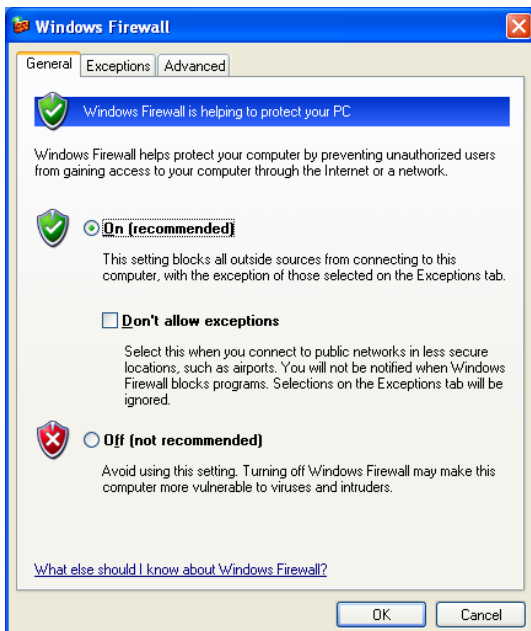 Windows Firewall
General Exceptions Advanced
Windows Firewall is helping to protect your PC
Windows Firewall helps protect your computer by preventing unauthorized users
from gaining access to your computer through the Internet or a network.
On (recommended)
This setting blocks all outside sources from connecting to this
computer, with the exception of those selected on the Exceptions tab.
Don't allow exceptions
Select this when you connect to public networks in less secure
locations, such as airports. You will not be notified when Windows
Firewall blocks programs. Selections on the Exceptions tab will be
ignored.
Off (not recommended)
Avoid using this setting. Turning off Windows Firewall may make this
computer more vulnerable to viruses and intruders.
What else should I know about Windows Firewall?
OK Cancel